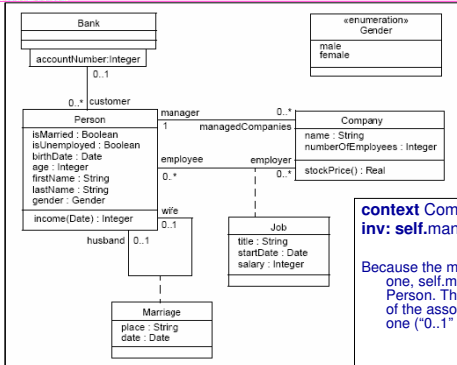 Bank
accountNumber:Integer
0..1
0..* customer
«enumeration»
Gender
male
female
Person
isMarried : Boolean
isUnemployed : Boolean
birthDate : Date
age : Integer
firstName : String
lastName : String
gender : Gender
income(Date) : Integer
manager 0..*
1 managedCompanies
employee employer
0..* 0..*
Company
name : String
numberOfEmployees : Integer
stockPrice() : Real
wife
0..1
husband 0..1
Job
title : String
startDate : Date
salary : Integer
Marriage
place : String
date : Date
context Com
inv: self.man
Because the m
one, self.m
Person. Th
of the asso
one (“0..1”